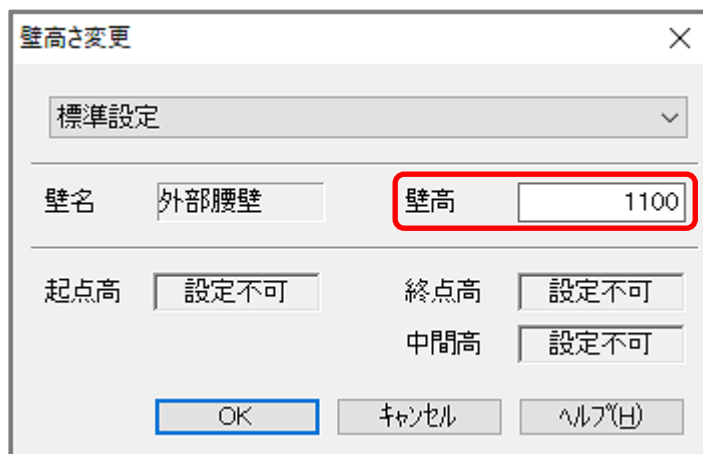 壁高さ変更
標準設定
壁名 外部腰壁 壁高 1100
起点高 設定不可 終点高 設定不可
中間高 設定不可
OK ｷｬﾝｾﾙ ﾍﾙﾌﾟ(H)